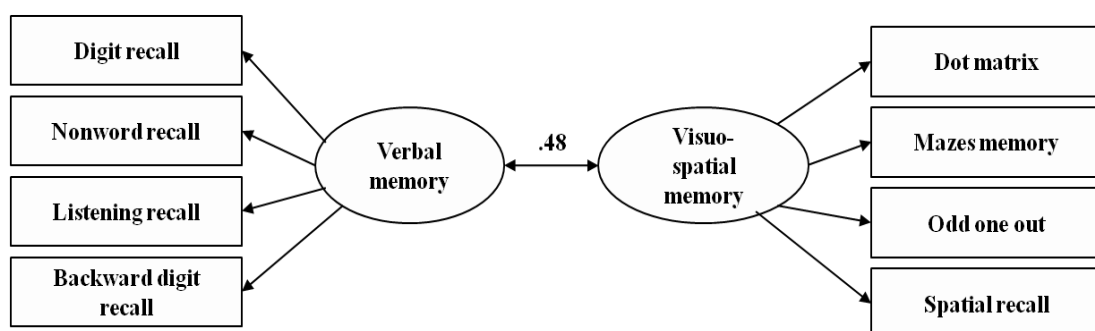 Digit recall
Nonword recall
Listening recall
Backward digit
recall
Verbal
memory
.48
Visuo-
spatial
memory
Dot matrix
Mazes memory
Odd one out
Spatial recall